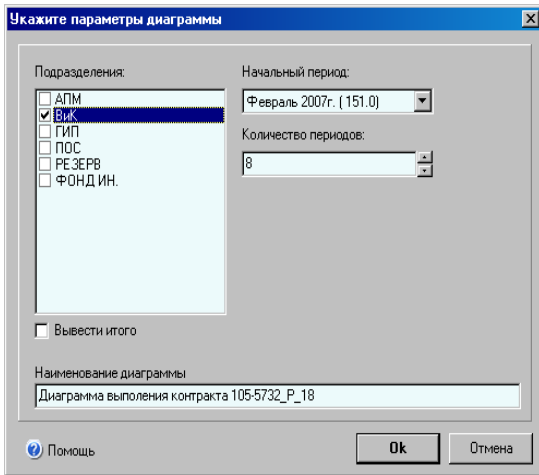 Укажите параметры диаграммы
Подразделения:
АПМ
ВиК
ГИП
ПОС
РЕЗЕРВ
ФОНД ИН.
Начальный период:
Февраль 2007г. ( 151.0)
Количество периодов:
8
Вывести итого
Наименование диаграммы
Диаграмма выполения контракта 105-5732_Р_18
Помощь
Ok
Отмена